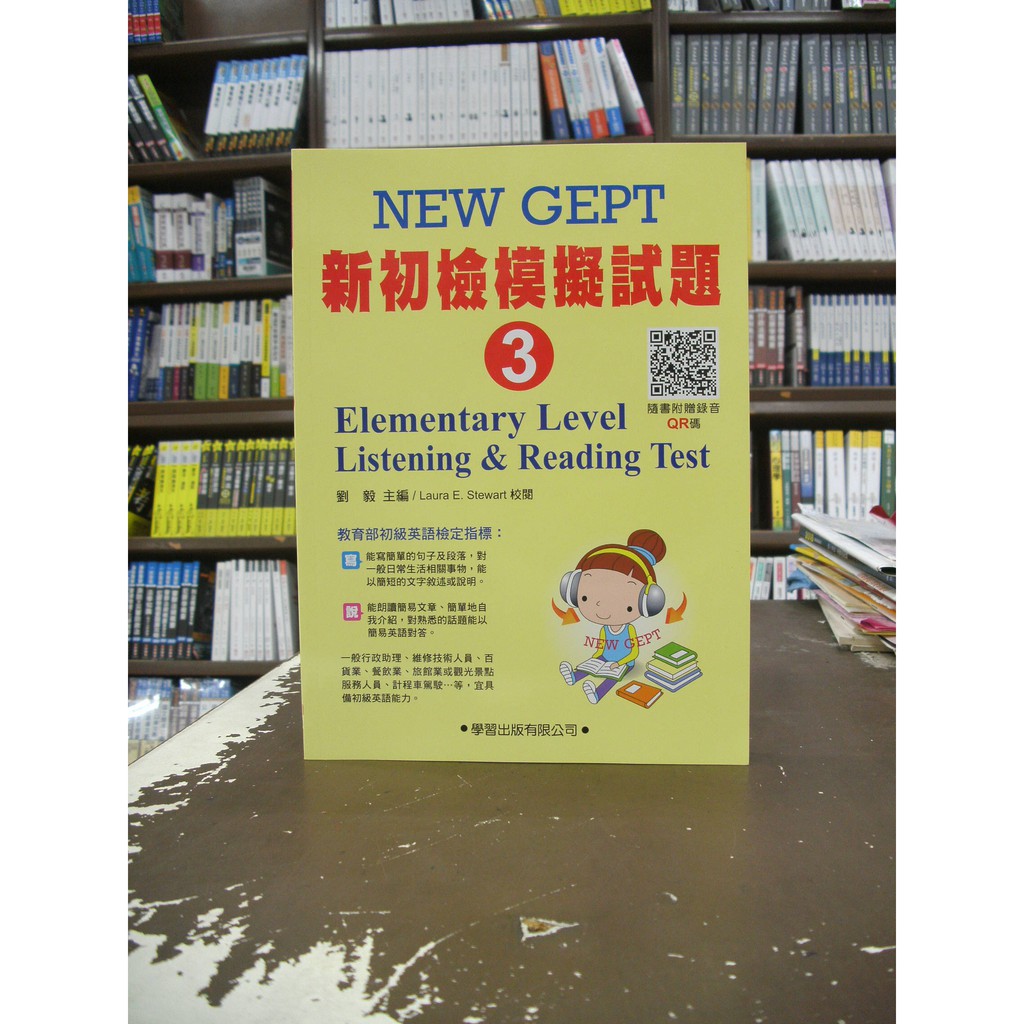 NEW GEPT
新初檢模擬試題
3
隨書附贈錄音
QR碼
Elementary Level
Listening & Reading Test
劉 毅 主編 / Laura E. Stewart 校閱
教育部初級英語檢定指標：
寫 能寫簡單的句子及段落，對
一般日常生活相關事物，能
以簡短的文字敘述或說明。
說 能朗讀簡易文章、簡單地自
我介紹，對熟悉的話題能以
簡易英語對答。
NEW GEPT
一般行政助理、維修技術人員、百
貨業、餐飲業、旅館業或觀光景點
服務人員、計程車駕駛…等，宜具
備初級英語能力。
●學習出版有限公司●